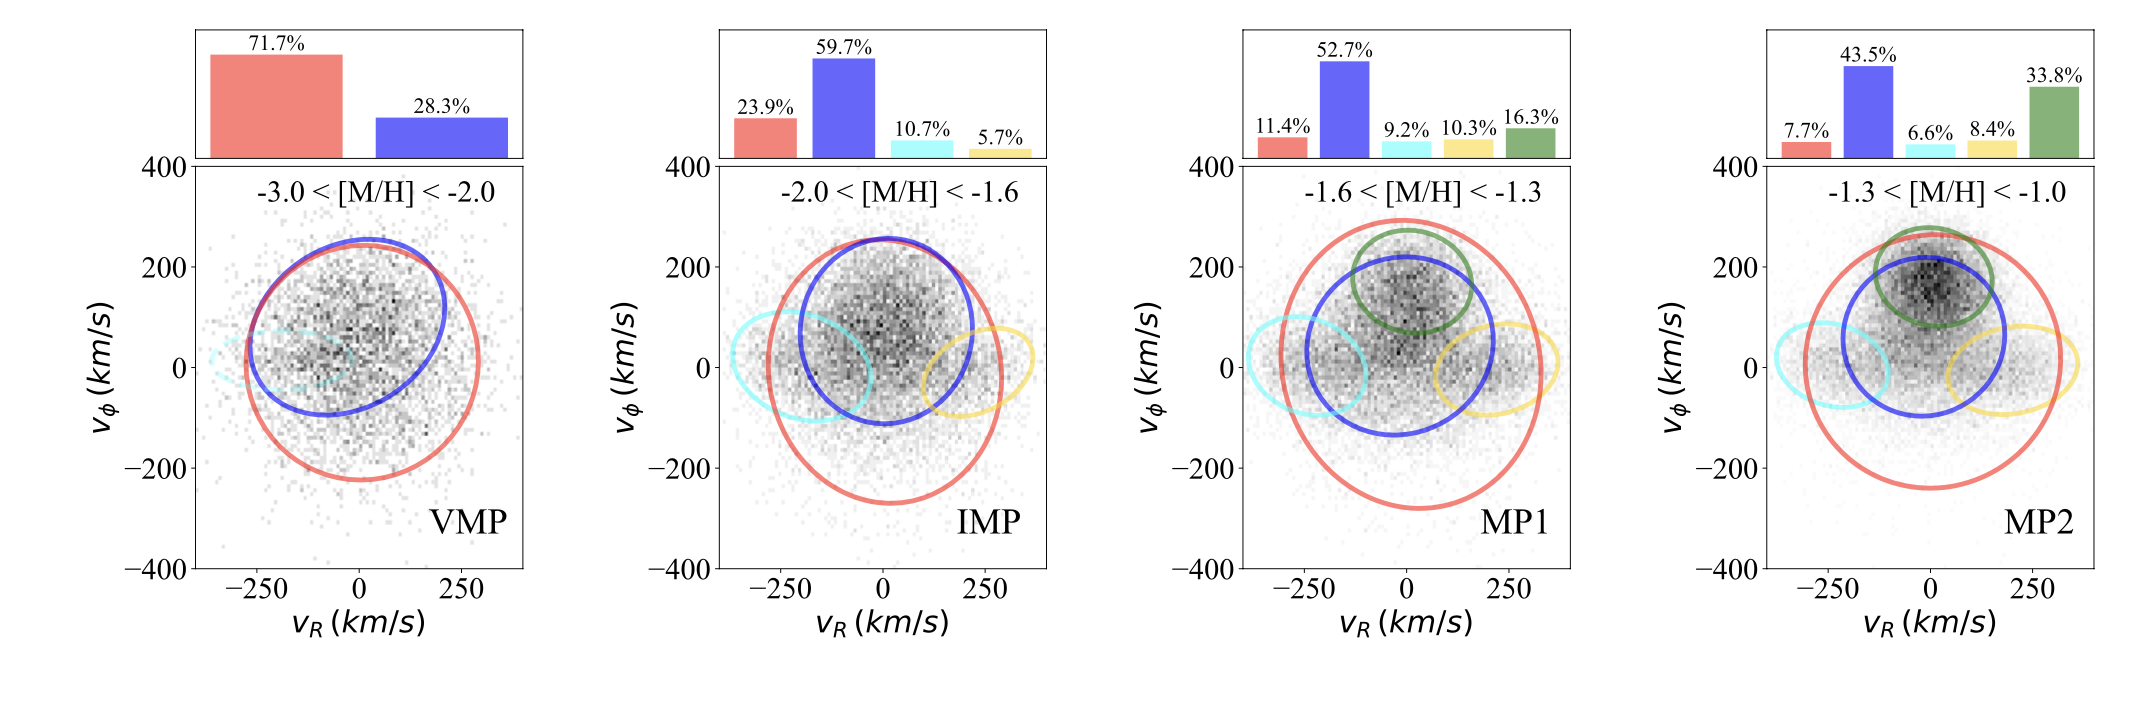 71.7%
28.3%
400
-3.0 < [M/H] < -2.0
200
0
−200
−400
VMP
−250 0 250
v_R (km/s)
v_ϕ (km/s)
59.7%
23.9%
10.7%
5.7%
400
-2.0 < [M/H] < -1.6
200
0
−200
−400
IMP
−250 0 250
v_R (km/s)
v_ϕ (km/s)
52.7%
11.4%
9.2%
10.3%
16.3%
400
-1.6 < [M/H] < -1.3
200
0
−200
−400
MP1
−250 0 250
v_R (km/s)
v_ϕ (km/s)
43.5%
7.7%
6.6%
8.4%
33.8%
400
-1.3 < [M/H] < -1.0
200
0
−200
−400
MP2
−250 0 250
v_R (km/s)
v_ϕ (km/s)